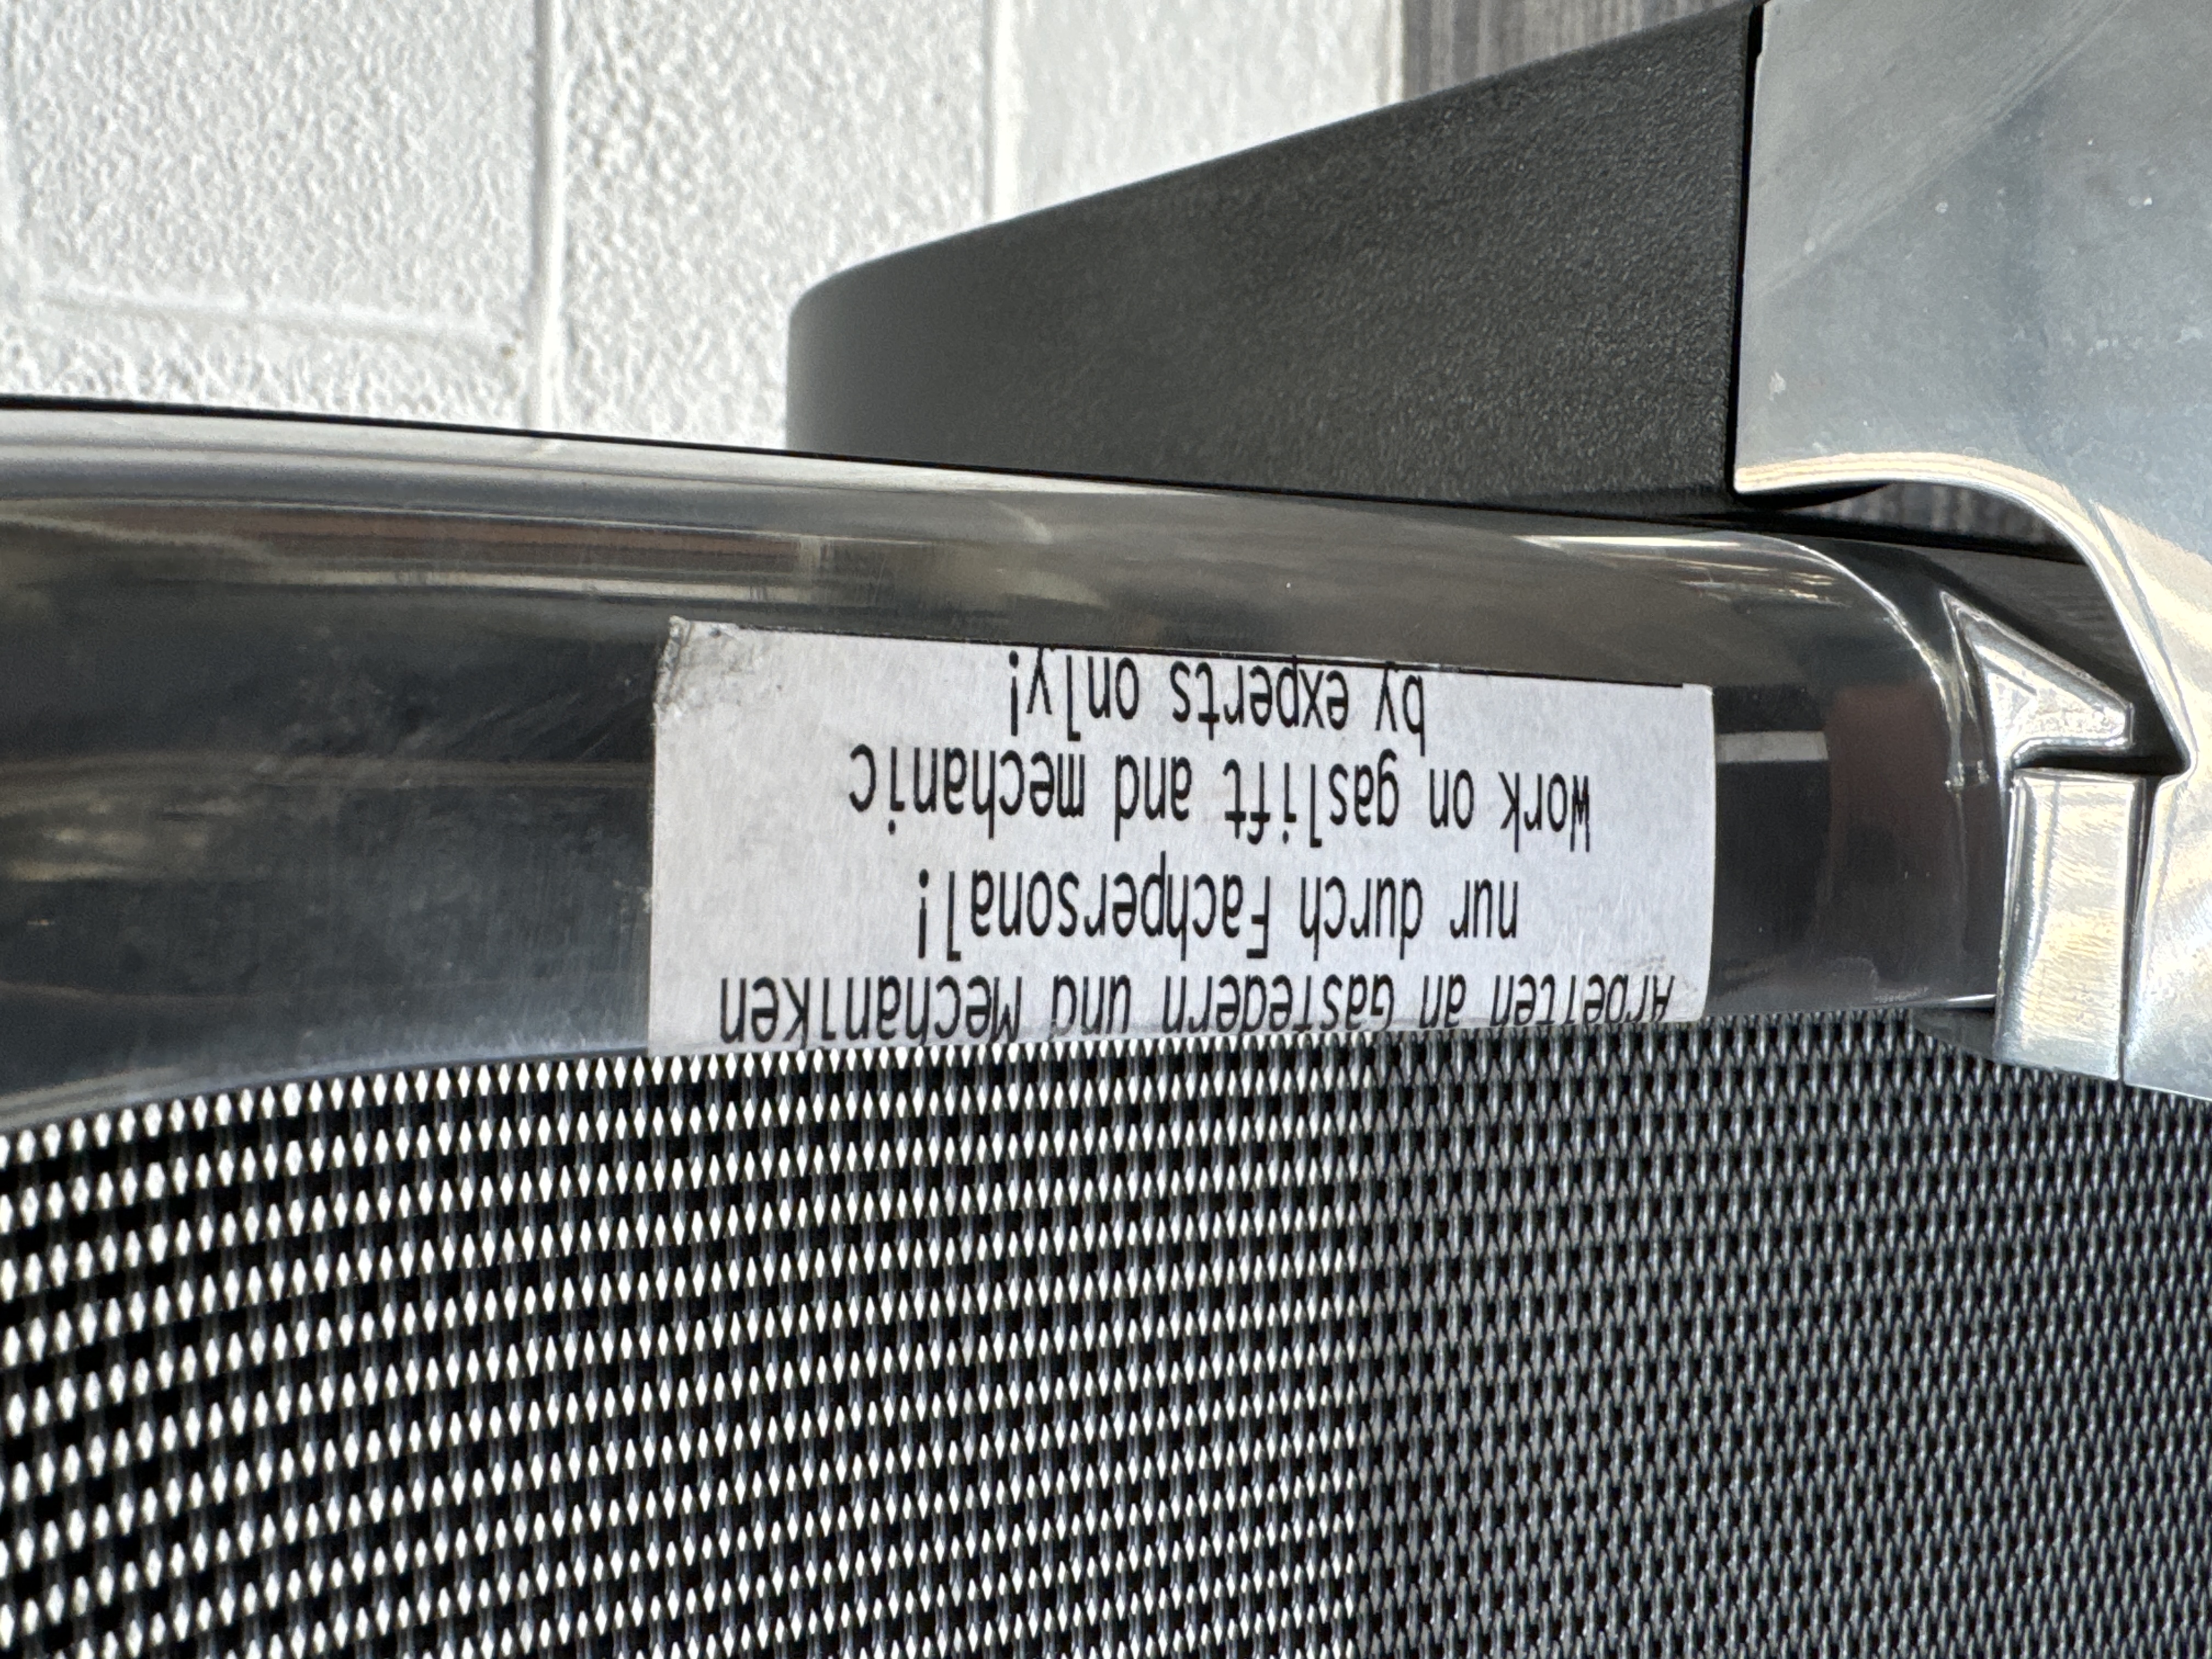 Arbeiten an Gasfedern und Mechaniken
nur durch Fachpersonal!
Work on gaslift and mechanic
by experts only!